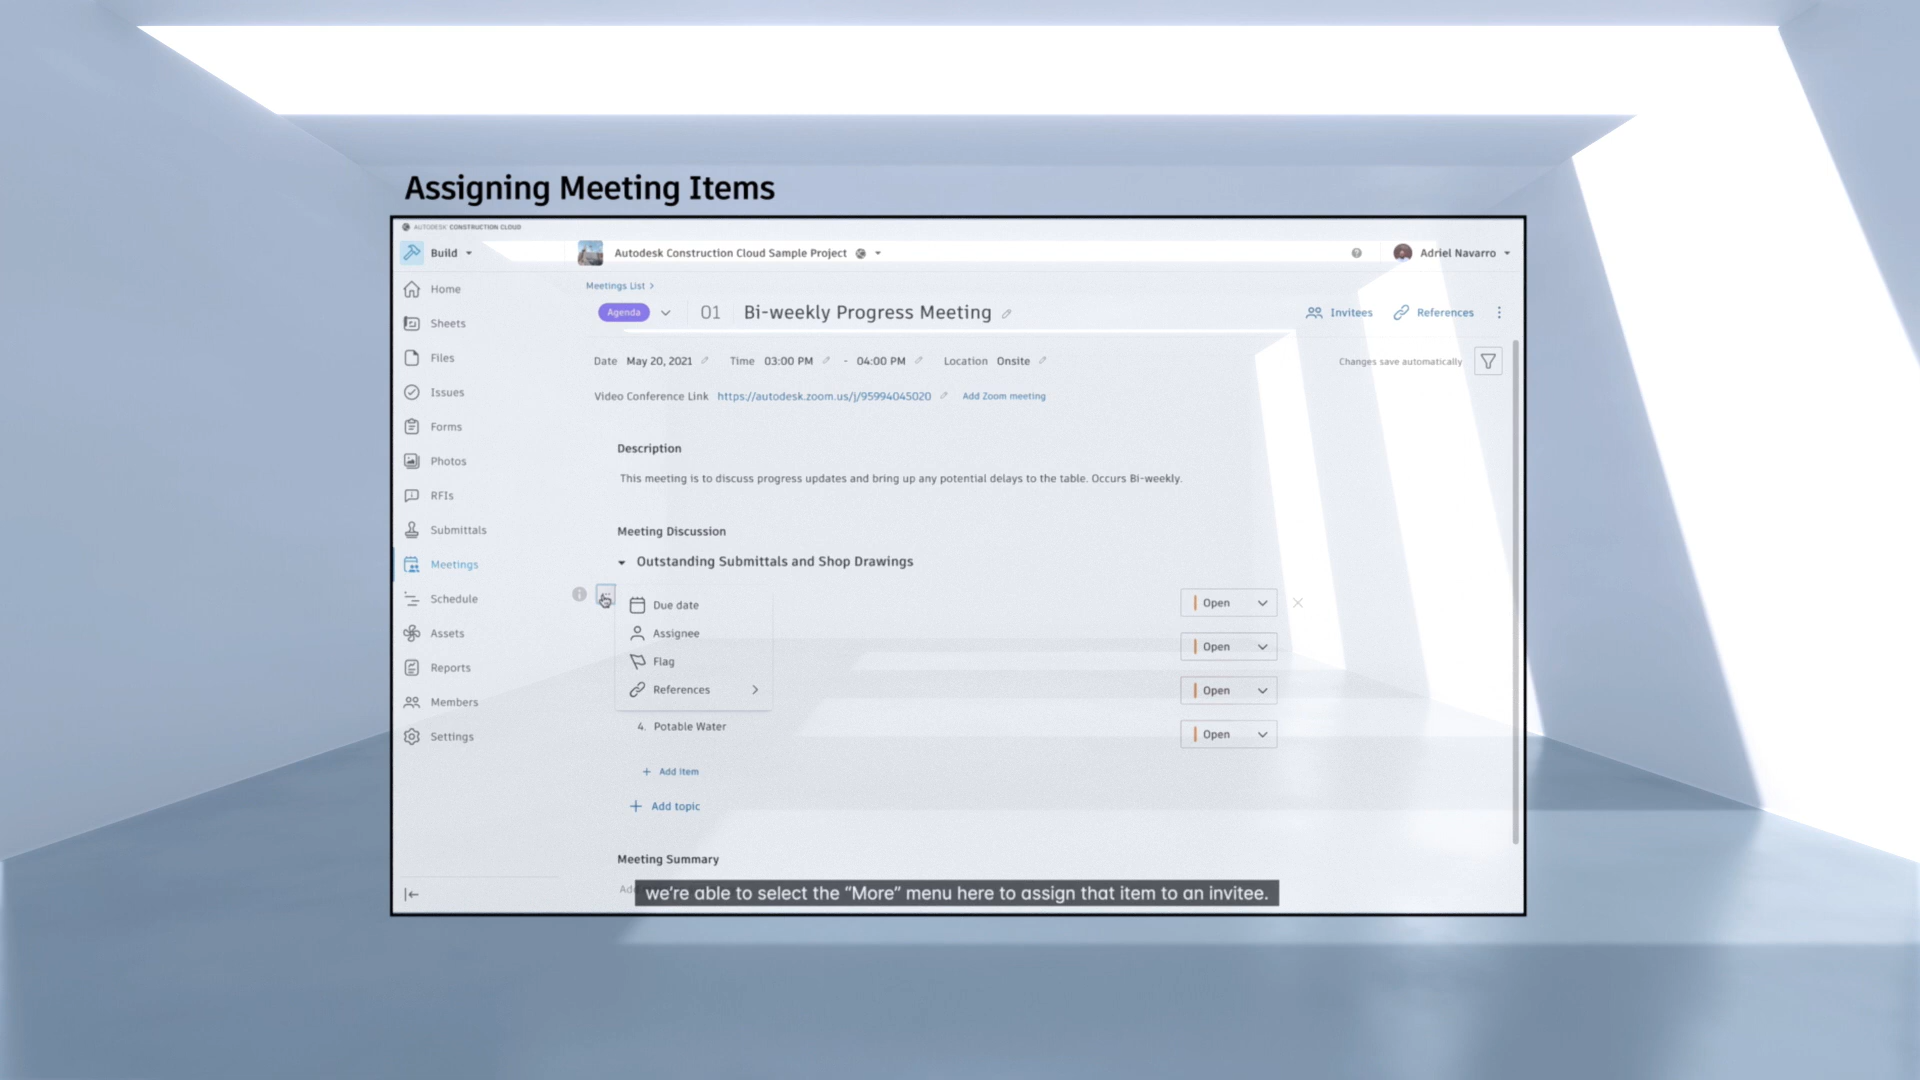 Assigning Meeting Items
AUTODESK CONSTRUCTION CLOUD
Build
Autodesk Construction Cloud Sample Project
Adriel Navarro
Home
Sheets
Files
Issues
Forms
Photos
RFIs
Submittals
Meetings
Schedule
Assets
Reports
Members
Settings
Meetings List >
Agenda
01 Bi-weekly Progress Meeting
Invitees
References
Date May 20, 2021 Time 03:00 PM - 04:00 PM Location Onsite
Changes save automatically
Video Conference Link https://autodesk.zoom.us/j/95994045020 Add Zoom meeting
Description
This meeting is to discuss progress updates and bring up any potential delays to the table. Occurs Bi-weekly.
Meeting Discussion
Outstanding Submittals and Shop Drawings
Due date
Assignee
Flag
References
Open
Open
Open
4. Potable Water
Open
+ Add item
+ Add topic
Meeting Summary
we're able to select the “More” menu here to assign that item to an invitee.